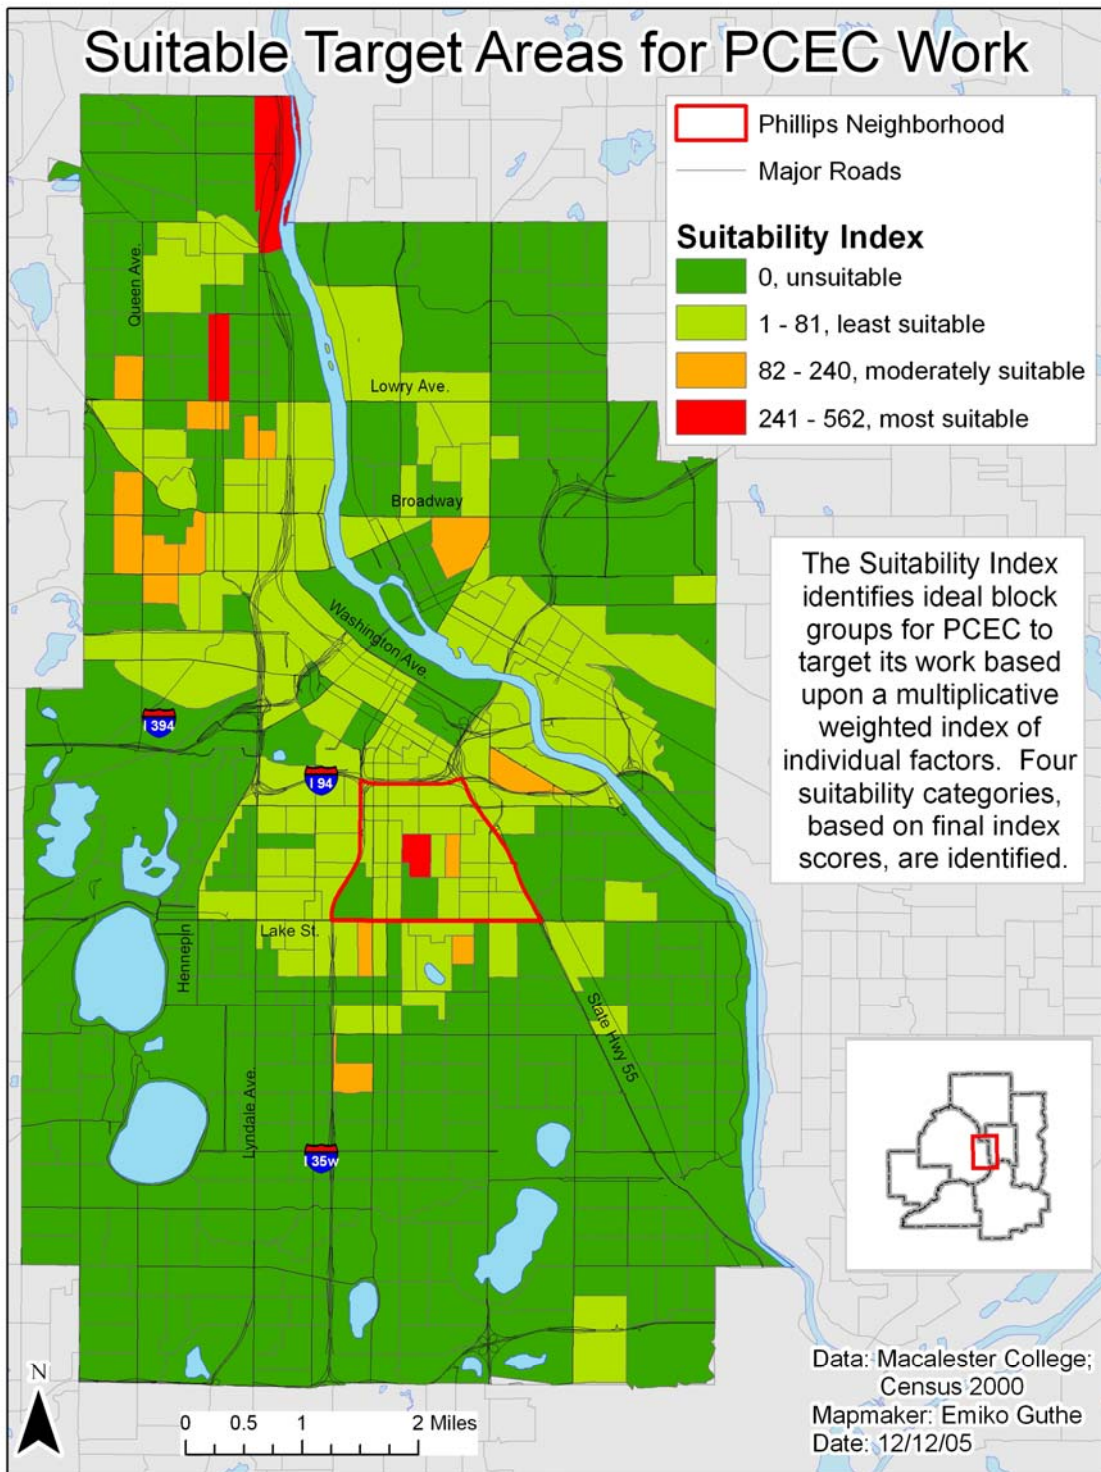 Suitable Target Areas for PCEC Work
Phillips Neighborhood
Major Roads
Suitability Index
0, unsuitable
1 - 81, least suitable
82 - 240, moderately suitable
241 - 562, most suitable
Queen Ave.
Lowry Ave.
Broadway
Washington Ave.
The Suitability Index
identifies ideal block
groups for PCEC to
target its work based
upon a multiplicative
weighted index of
individual factors. Four
suitability categories,
based on final index
scores, are identified.
I 394
I 94
Lake St.
Hennepin
State Hwy 55
Lyndale Ave.
I 35w
N
0 0.5 1 2 Miles
Data: Macalester College;
Census 2000
Mapmaker: Emiko Guthe
Date: 12/12/05